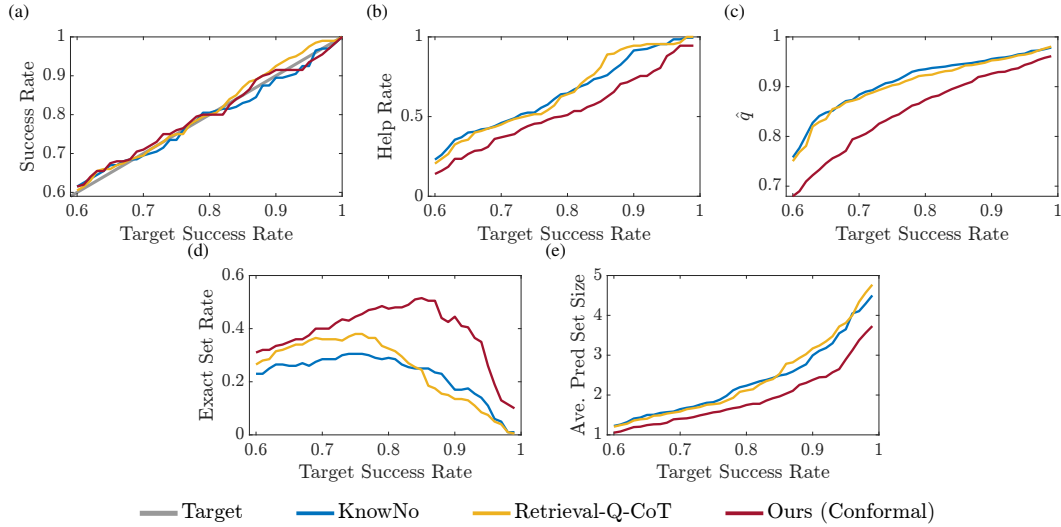 (a)
(b)
(c)
1
0.9
0.8
0.7
0.6
Success Rate
0.6 0.7 0.8 0.9 1
Target Success Rate
1
0.5
0
Help Rate
0.6 0.7 0.8 0.9 1
Target Success Rate
1
0.9
0.8
0.7
q̂
0.6 0.7 0.8 0.9 1
Target Success Rate
(d)
(e)
0.6
0.4
0.2
0
Exact Set Rate
0.6 0.7 0.8 0.9 1
Target Success Rate
5
4
3
2
1
Ave. Pred Set Size
0.6 0.7 0.8 0.9 1
Target Success Rate
Target KnowNo Retrieval-Q-CoT Ours (Conformal)